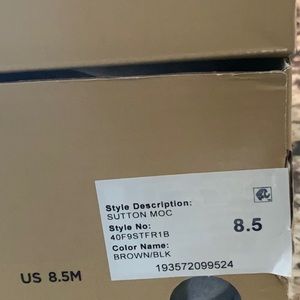 Style Description:
SUTTON MOC
Style No:
40F9STFR1B
8.5
Color Name:
BROWN/BLK
193572099524
US 8.5M